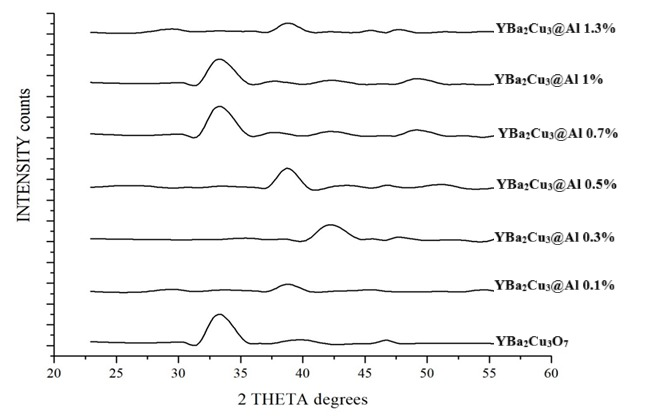 YBa₂Cu₃@Al 1.3%
YBa₂Cu₃@Al 1%
YBa₂Cu₃@Al 0.7%
YBa₂Cu₃@Al 0.5%
YBa₂Cu₃@Al 0.3%
YBa₂Cu₃@Al 0.1%
YBa₂Cu₃O₇
INTENSITY counts
20 25 30 35 40 45 50 55 60
2 THETA degrees